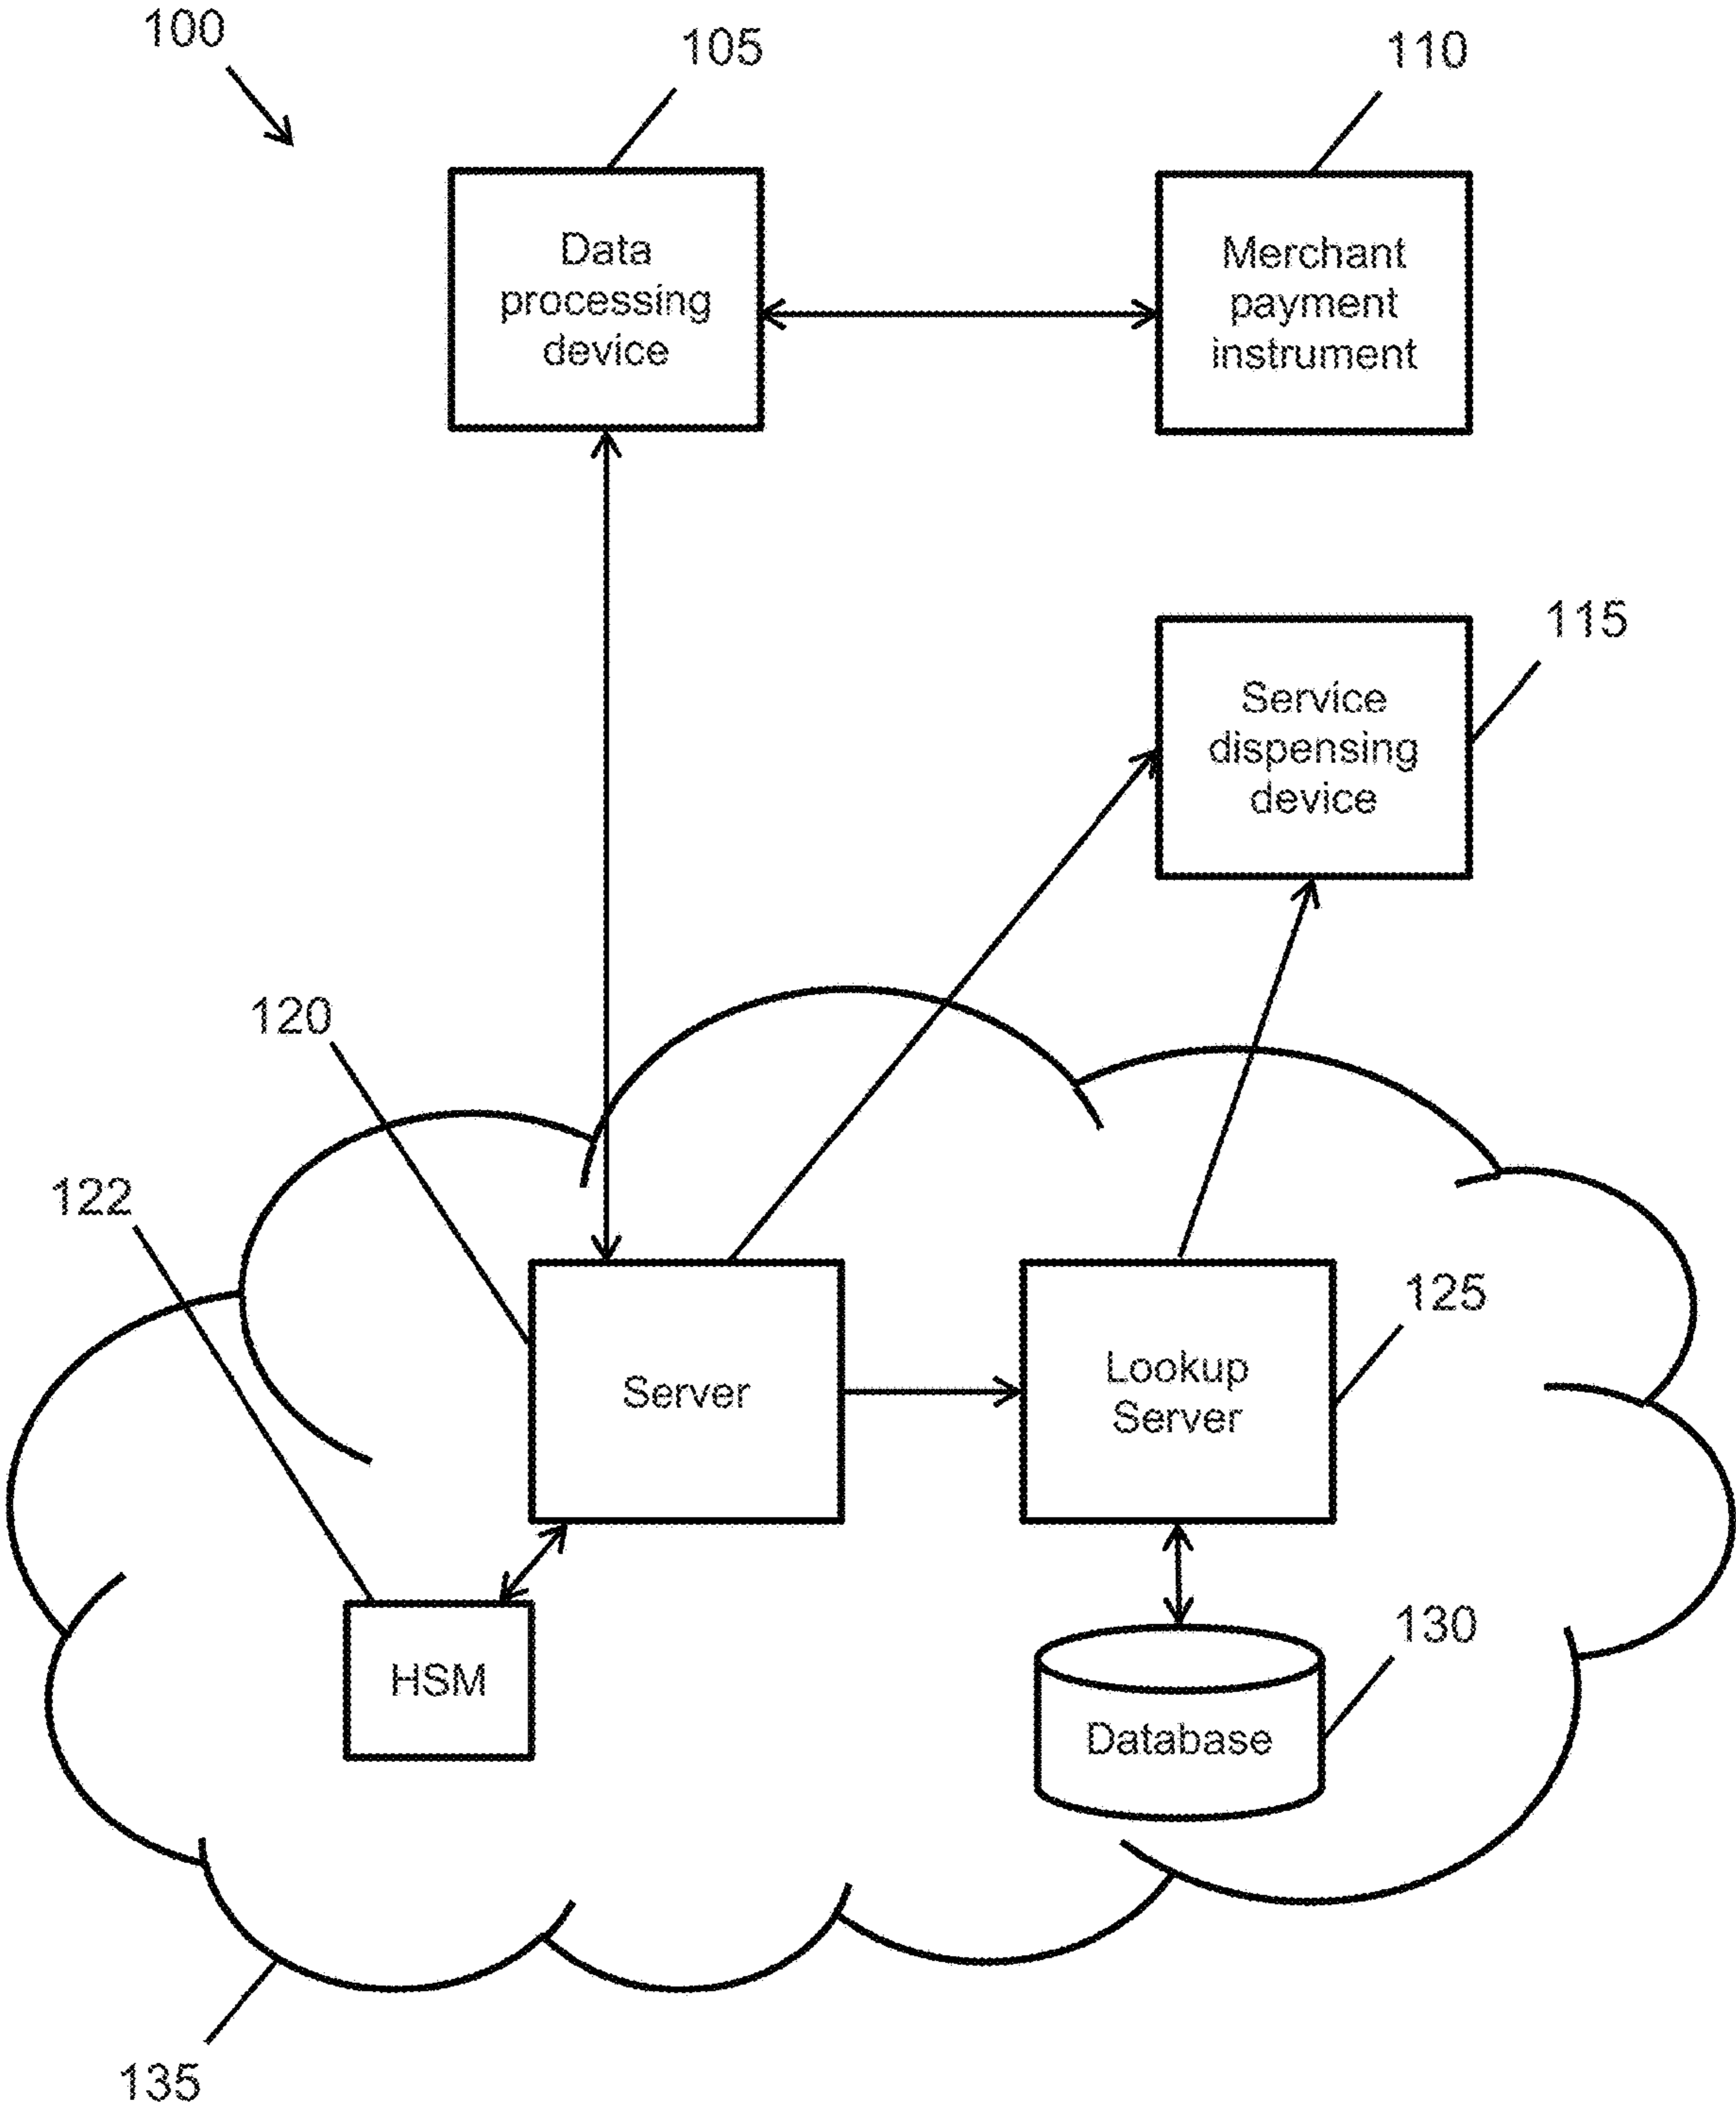 100
105
110
Data
processing
device
Merchant
payment
instrument
115
Service
dispensing
device
120
122
125
Server
Lookup
Server
130
HSM
Database
135